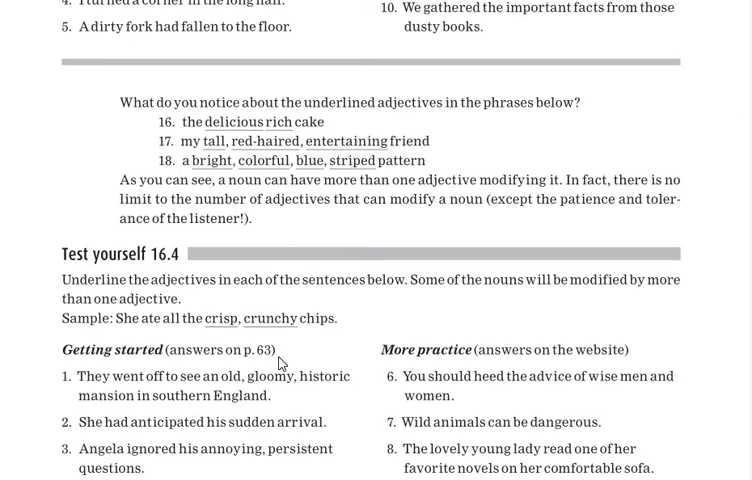 4. I turned a corner in the long hall.
5. A dirty fork had fallen to the floor.
10. We gathered the important facts from those
dusty books.
What do you notice about the underlined adjectives in the phrases below?
16. the delicious rich cake
17. my tall, red-haired, entertaining friend
18. a bright, colorful, blue, striped pattern
As you can see, a noun can have more than one adjective modifying it. In fact, there is no
limit to the number of adjectives that can modify a noun (except the patience and toler-
ance of the listener!).
Test yourself 16.4
Underline the adjectives in each of the sentences below. Some of the nouns will be modified by more
than one adjective.
Sample: She ate all the crisp, crunchy chips.
Getting started (answers on p. 63)
1. They went off to see an old, gloomy, historic
mansion in southern England.
2. She had anticipated his sudden arrival.
3. Angela ignored his annoying, persistent
questions.
More practice (answers on the website)
6. You should heed the advice of wise men and
women.
7. Wild animals can be dangerous.
8. The lovely young lady read one of her
favorite novels on her comfortable sofa.